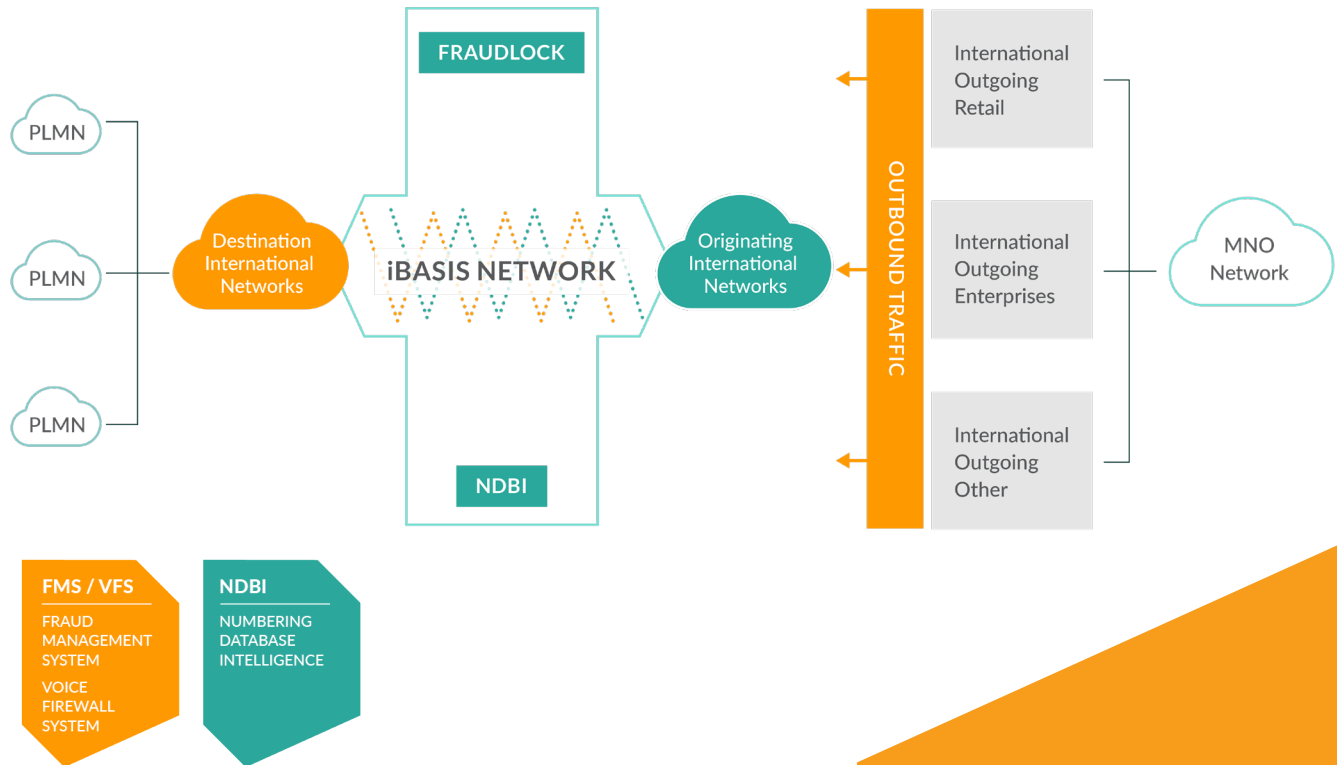 FRAUDLOCK
PLMN
PLMN
PLMN
Destination
International
Networks
iBASIS NETWORK
Originating
International
Networks
NDBI
OUTBOUND TRAFFIC
International
Outgoing
Retail
International
Outgoing
Enterprises
International
Outgoing
Other
MNO
Network
FMS / VFS
FRAUD
MANAGEMENT
SYSTEM
VOICE
FIREWALL
SYSTEM
NDBI
NUMBERING
DATABASE
INTELLIGENCE